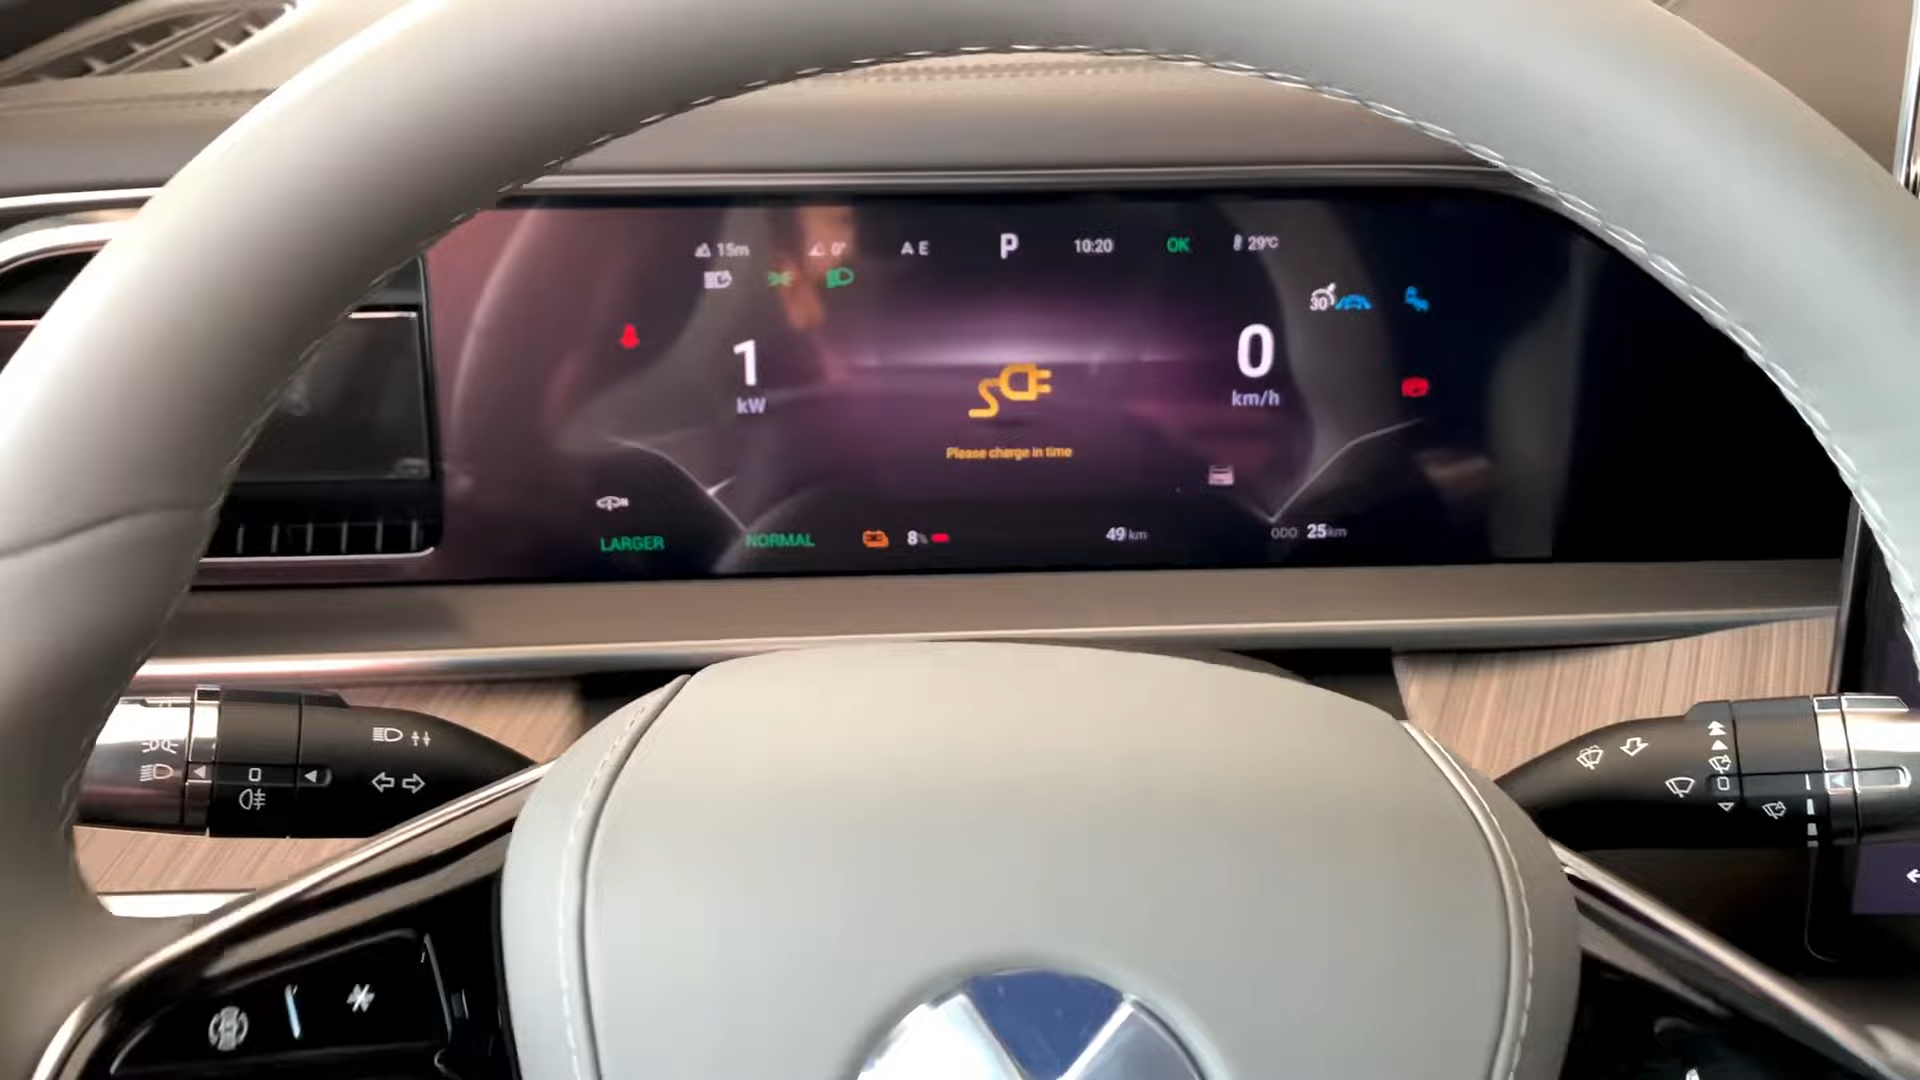 15m 0° A E P 10:20 OK 29°C
30
1 0
kW km/h
Please charge in time
LARGER NORMAL 8% 49 km ODO 25 km